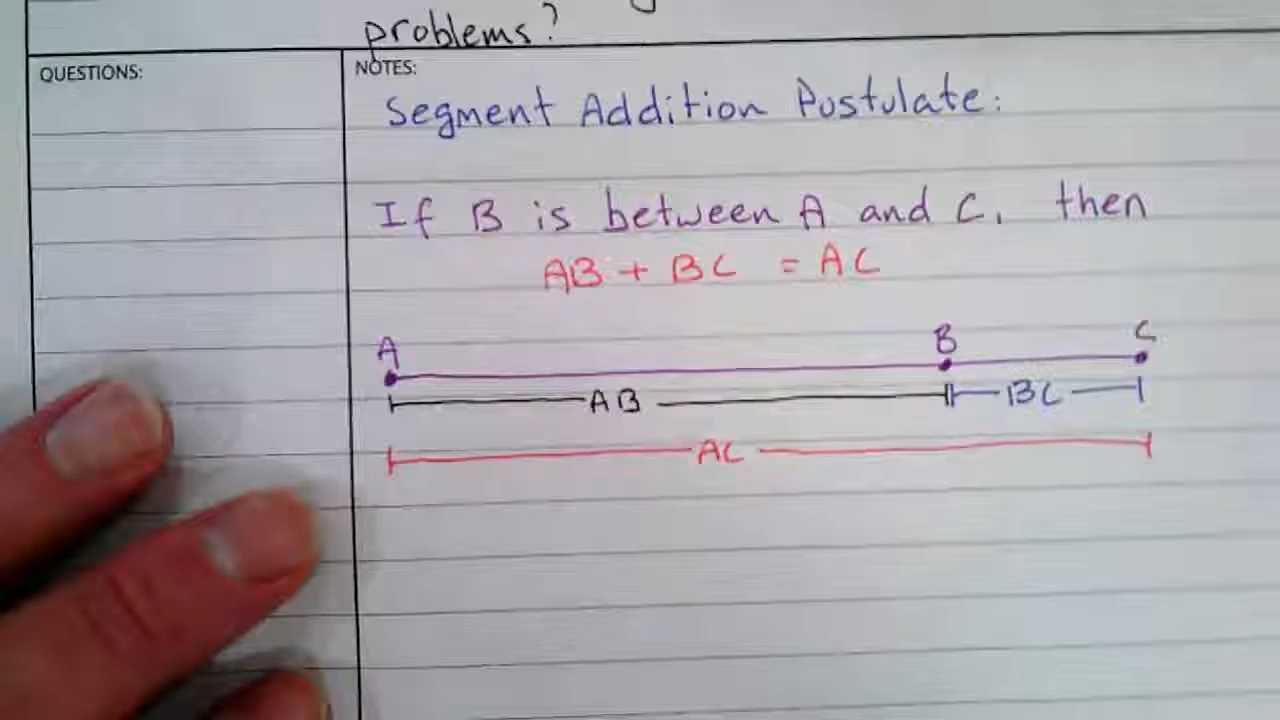 problems?
QUESTIONS:
NOTES:
Segment Addition Postulate:
If B is between A and C, then
AB + BC = AC
A B C
AB BC
AC